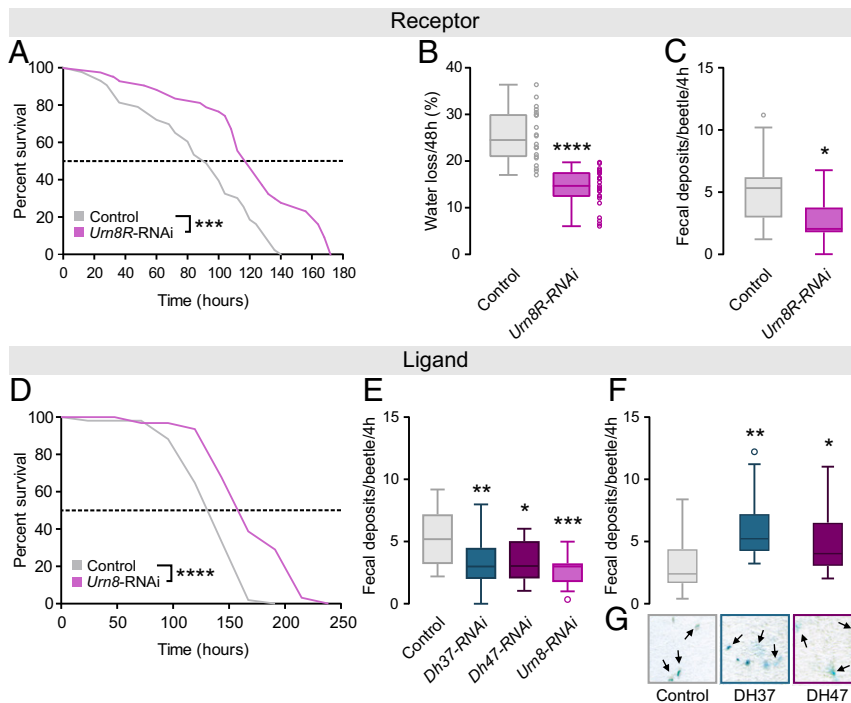 Receptor
A
Percent survival
100
80
60
40
20
0
Control
Urn8R-RNAi
***
0 20 40 60 80 100 120 140 160 180
Time (hours)
B
Water loss/48h (%)
40
30
20
10
0
****
Control
Urn8R-RNAi
C
Fecal deposits/beetle/4h
15
10
5
0
*
Control
Urn8R-RNAi
Ligand
D
Percent survival
100
80
60
40
20
0
Control
Urn8-RNAi
****
0 50 100 150 200 250
Time (hours)
E
Fecal deposits/beetle/4h
15
10
5
0
**
*
***
Control
Dh37-RNAi
Dh47-RNAi
Urn8-RNAi
F
Fecal deposits/beetle/4h
15
10
5
0
**
*
G
Control
DH37
DH47